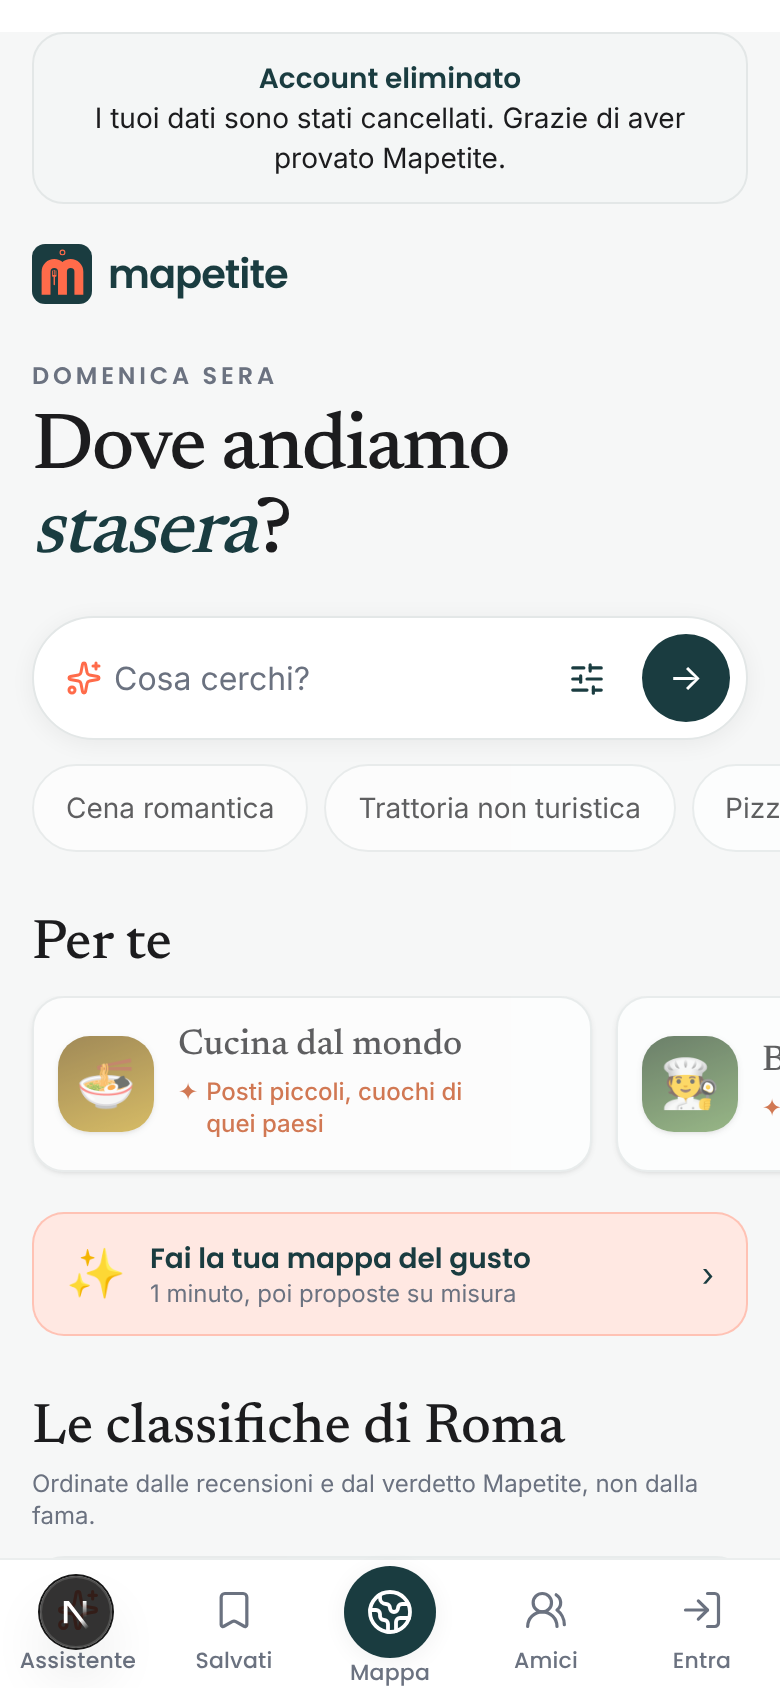 Account eliminato
I tuoi dati sono stati cancellati. Grazie di aver
provato Mapetite.
mapetite
DOMENICA SERA
Dove andiamo
stasera?
Cosa cerchi?
Cena romantica
Trattoria non turistica
Pizz
Per te
Cucina dal mondo
✦ Posti piccoli, cuochi di
quei paesi
B
✦
Fai la tua mappa del gusto
1 minuto, poi proposte su misura
›
Le classifiche di Roma
Ordinate dalle recensioni e dal verdetto Mapetite, non dalla
fama.
N
Assistente
Salvati
Mappa
Amici
Entra